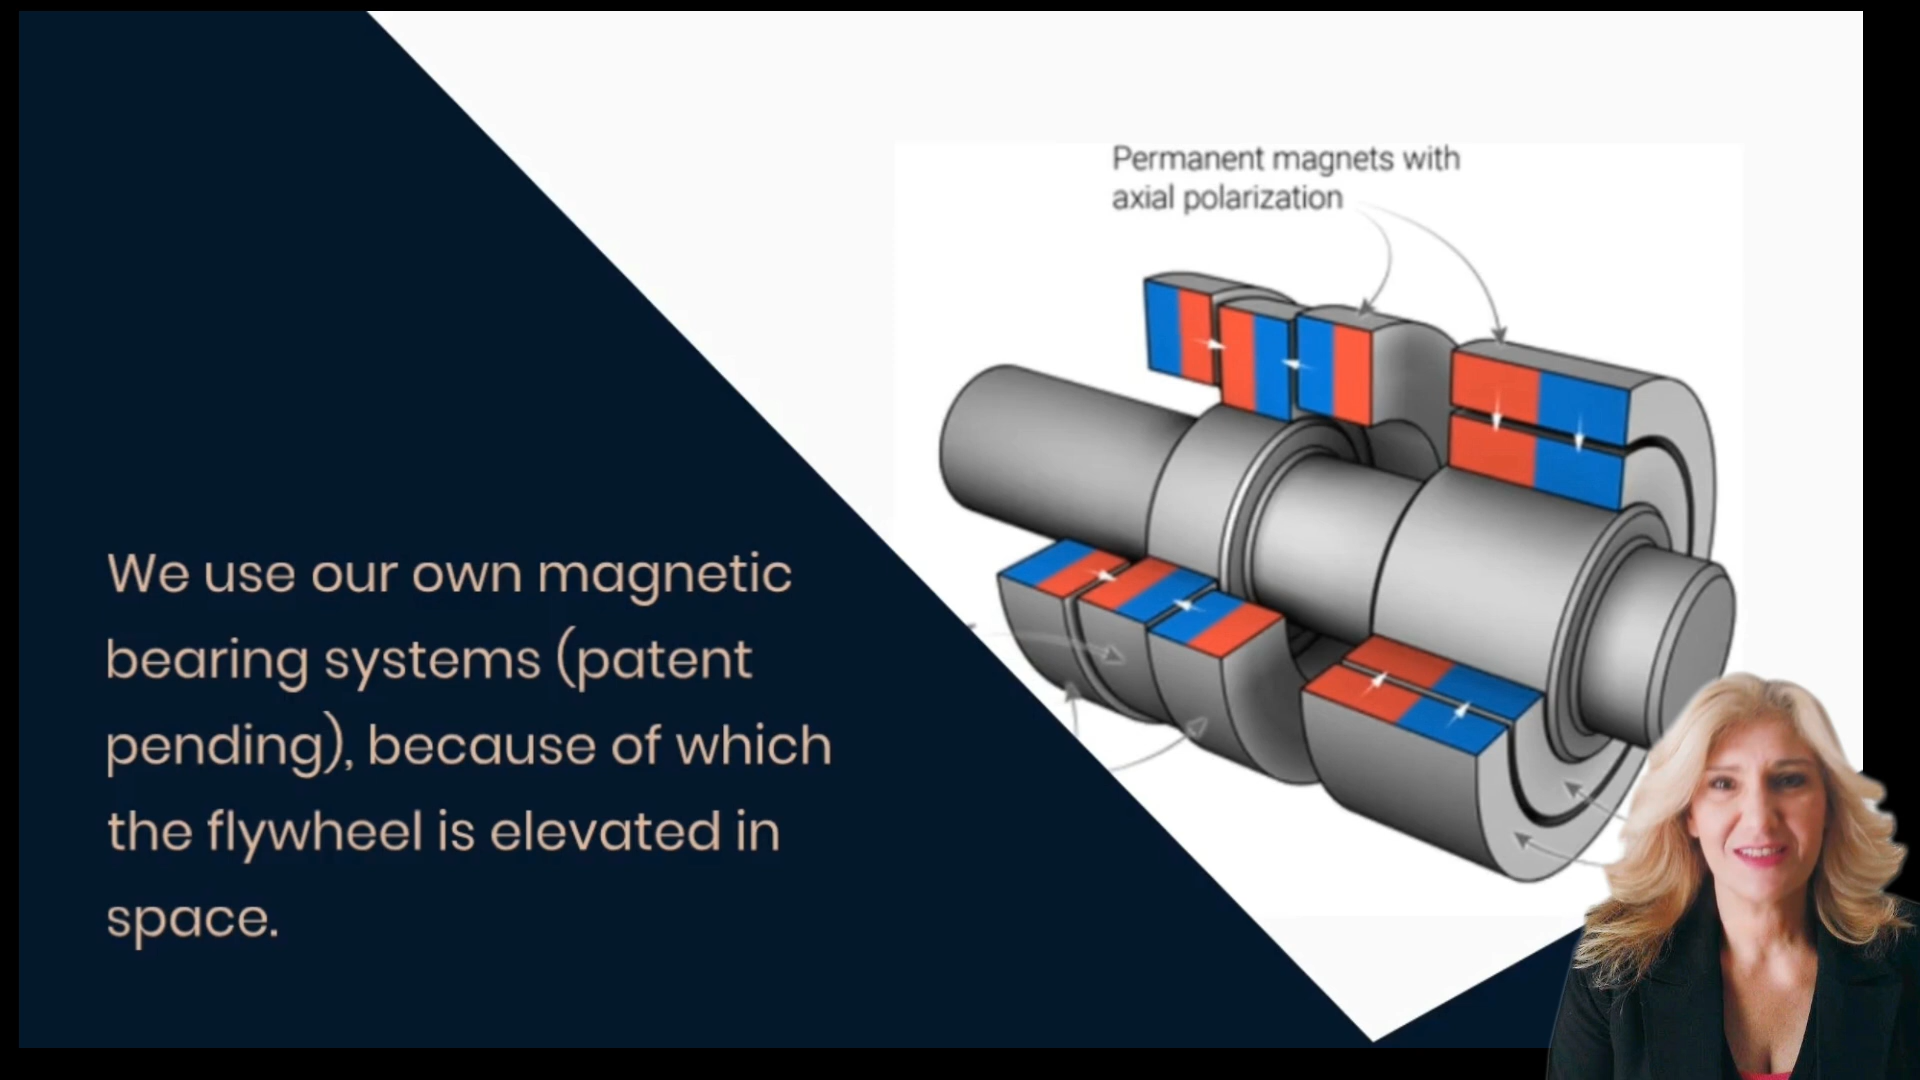 Permanent magnets with
axial polarization
We use our own magnetic
bearing systems (patent
pending), because of which
the flywheel is elevated in
space.